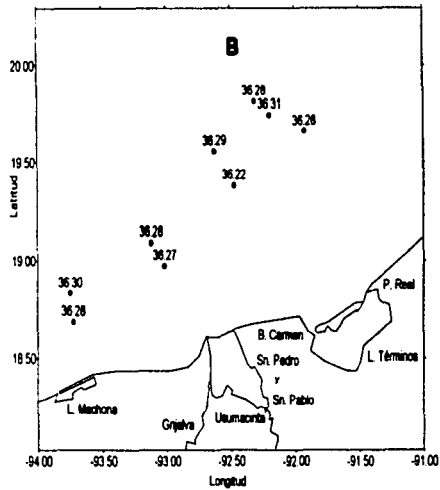 B
20 00
36 28
36 31
36.28
36.29
19 50
36.22
Latitud
36.28
36.27
19 00
P. Real
36 30
36 28
B. Carmen
18 50
Sn. Pedro
y
L. Términos
L. Machona
Sn. Pablo
Usumacinta
Grijalva
-94 00
-93 50
-93 00
-92 50
-92 00
-91 50
-91 00
Longitud